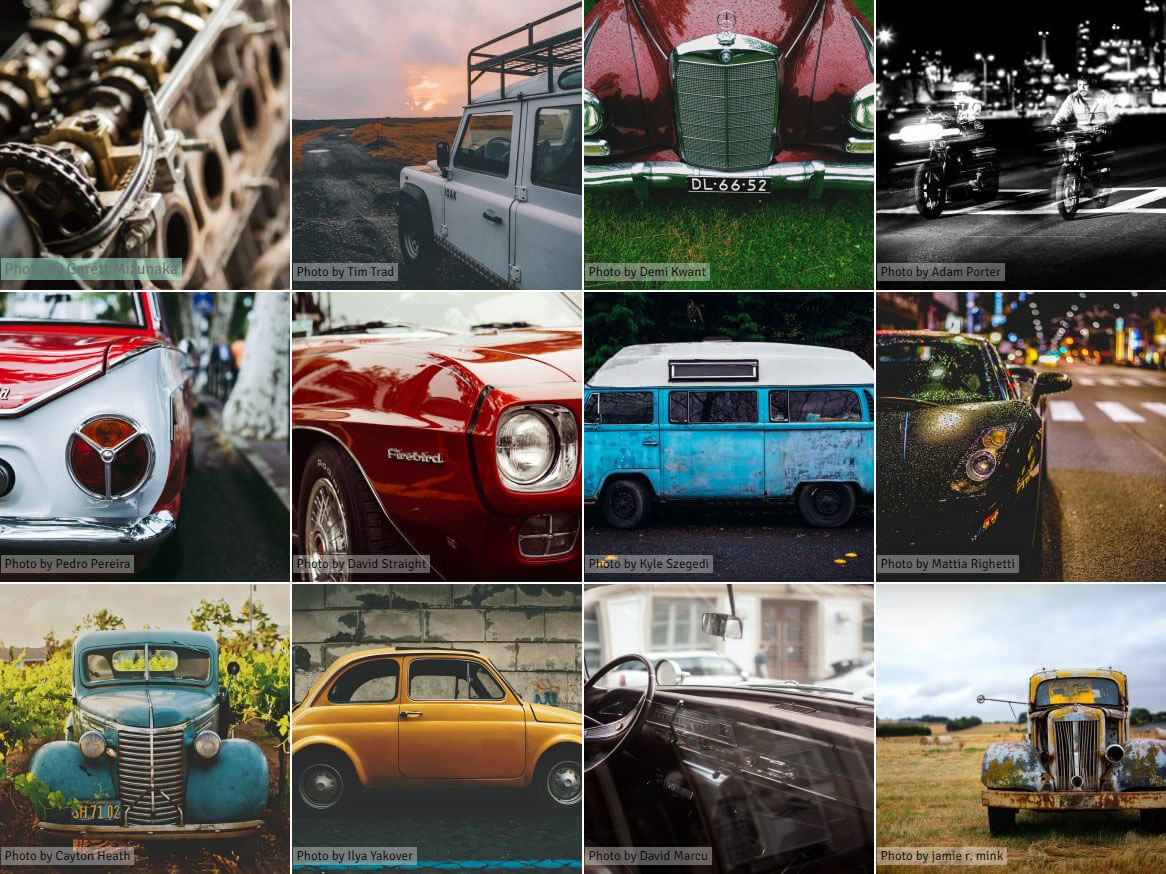 Photo by Garett Mizunaka
Photo by Tim Trad
DL·66-52
Photo by Demi Kwant
Photo by Adam Porter
Photo by Pedro Pereira
Firebird
Photo by David Straight
Photo by Kyle Szegedi
Photo by Mattia Righetti
SH 71 02
Photo by Cayton Heath
Photo by Ilya Yakover
Photo by David Marcu
Photo by jamie r. mink